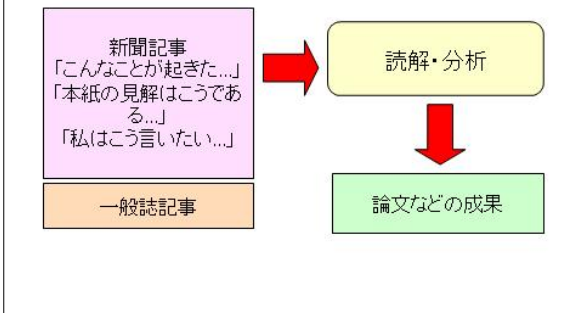 新聞記事
「こんなことが起きた...」
「本紙の見解はこうであ
る...」
「私はこう言いたい...」
一般誌記事
読解・分析
論文などの成果